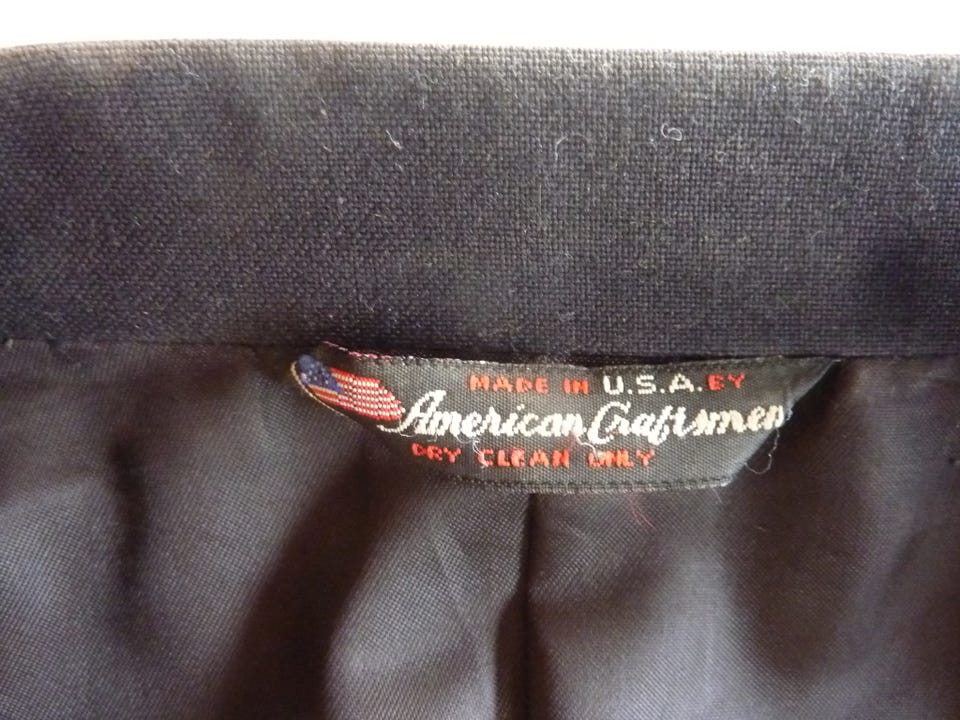 MADE IN U.S.A. BY
American Craftsmen
DRY CLEAN ONLY